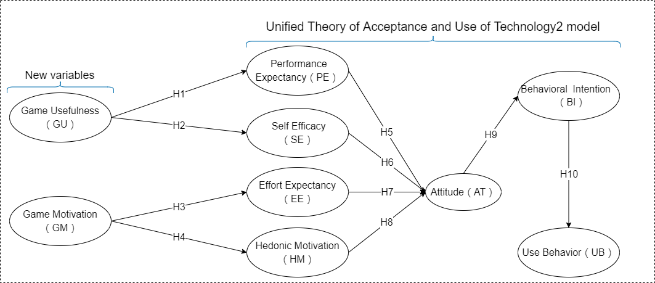 Unified Theory of Acceptance and Use of Technology2 model
New variables
Performance
Expectancy（PE）
Game Usefulness
（GU）
H1
H2
Self Efficacy
（SE）
Behavioral Intention
（BI）
H5
H6
H9
Effort Expectancy
（EE）
H7
Attitude（AT）
H10
Game Motivation
（GM）
H3
H4
H8
Hedonic Motivation
（HM）
Use Behavior（UB）